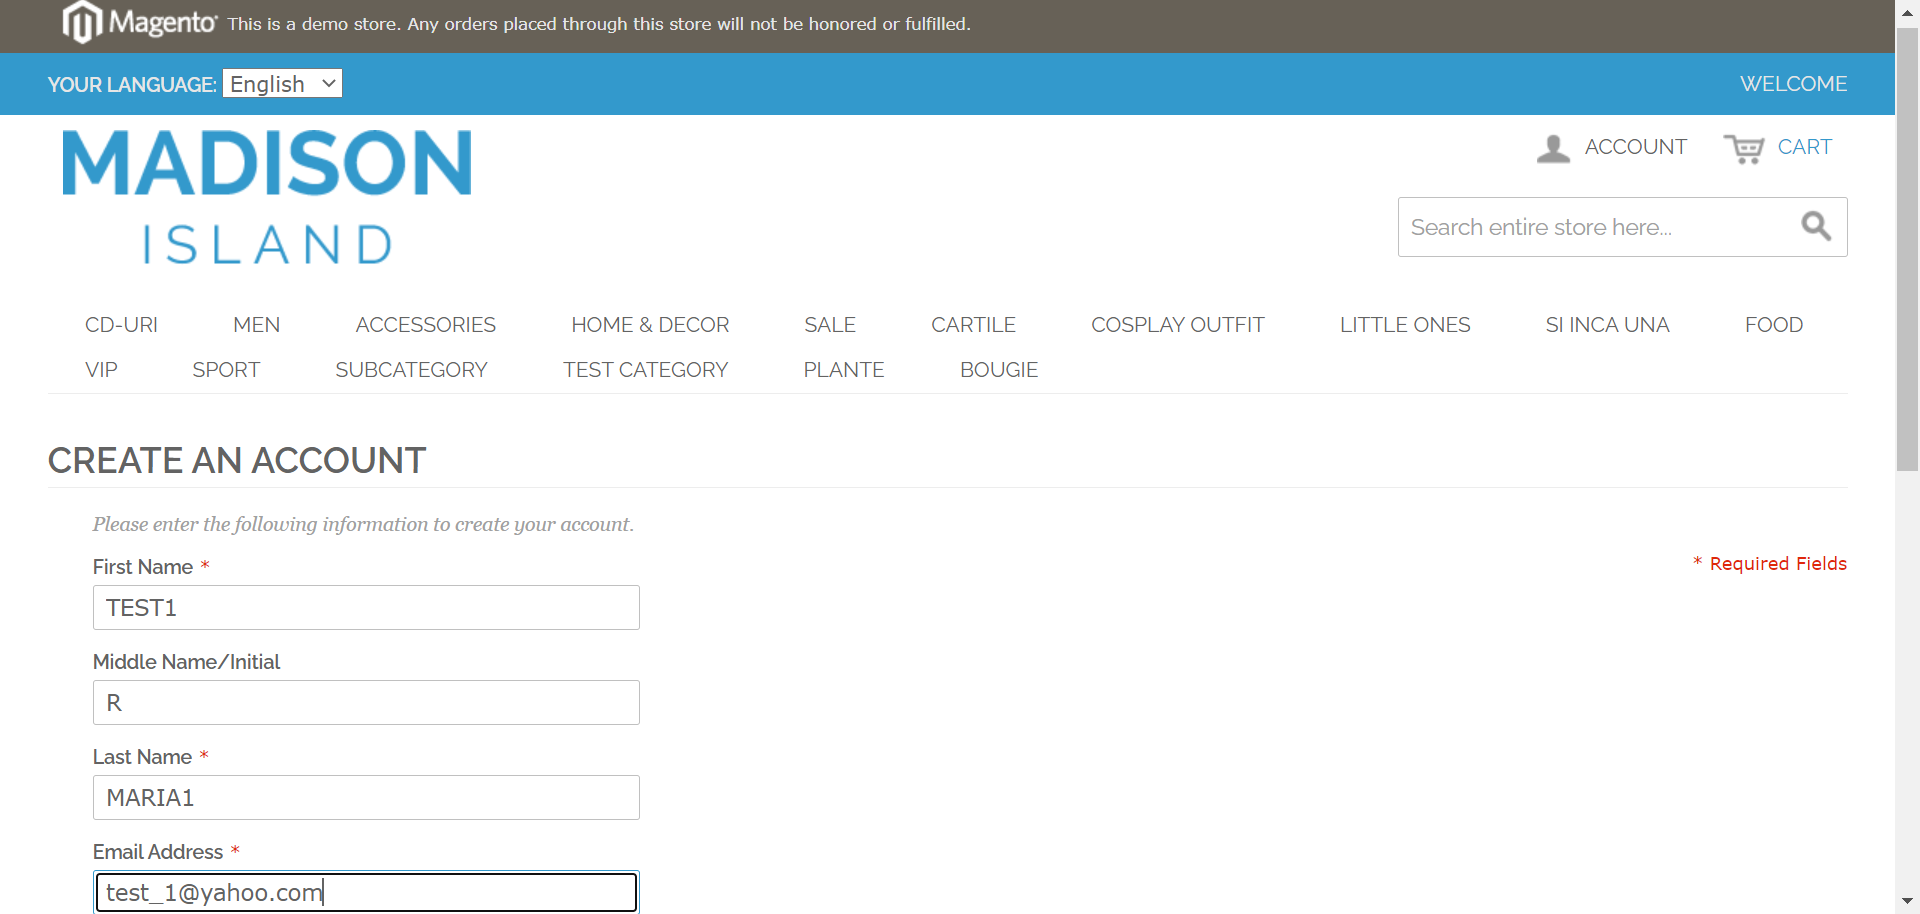 Magento® This is a demo store. Any orders placed through this store will not be honored or fulfilled.
YOUR LANGUAGE: English WELCOME
MADISON
ISLAND
ACCOUNT CART
Search entire store here...
CD-URI MEN ACCESSORIES HOME & DECOR SALE CARTILE COSPLAY OUTFIT LITTLE ONES SI INCA UNA FOOD
VIP SPORT SUBCATEGORY TEST CATEGORY PLANTE BOUGIE
CREATE AN ACCOUNT
Please enter the following information to create your account.
First Name *
* Required Fields
TEST1
Middle Name/Initial
R
Last Name *
MARIA1
Email Address *
test_1@yahoo.com